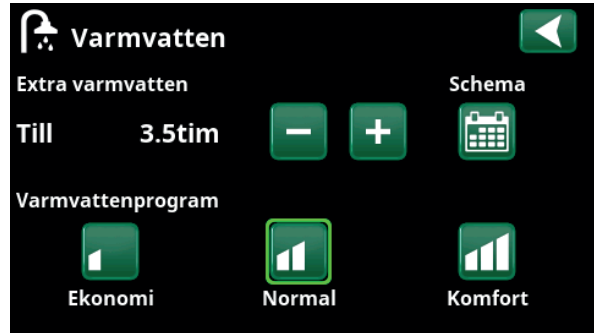 Varmvatten
Extra varmvatten Schema
Till 3.5tim − +
Varmvattenprogram
Ekonomi Normal Komfort